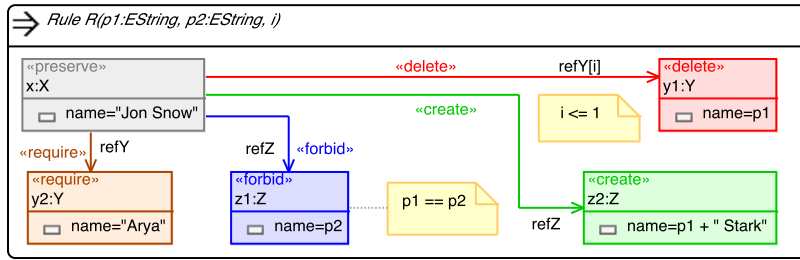 Rule R(p1:EString, p2:EString, i)
«preserve»
x:X
name="Jon Snow"
«delete»
refY[i]
«delete»
y1:Y
name=p1
«create»
i <= 1
«require»
refY
refZ
«forbid»
«require»
y2:Y
name="Arya"
«forbid»
z1:Z
name=p2
p1 == p2
refZ
«create»
z2:Z
name=p1 + " Stark"